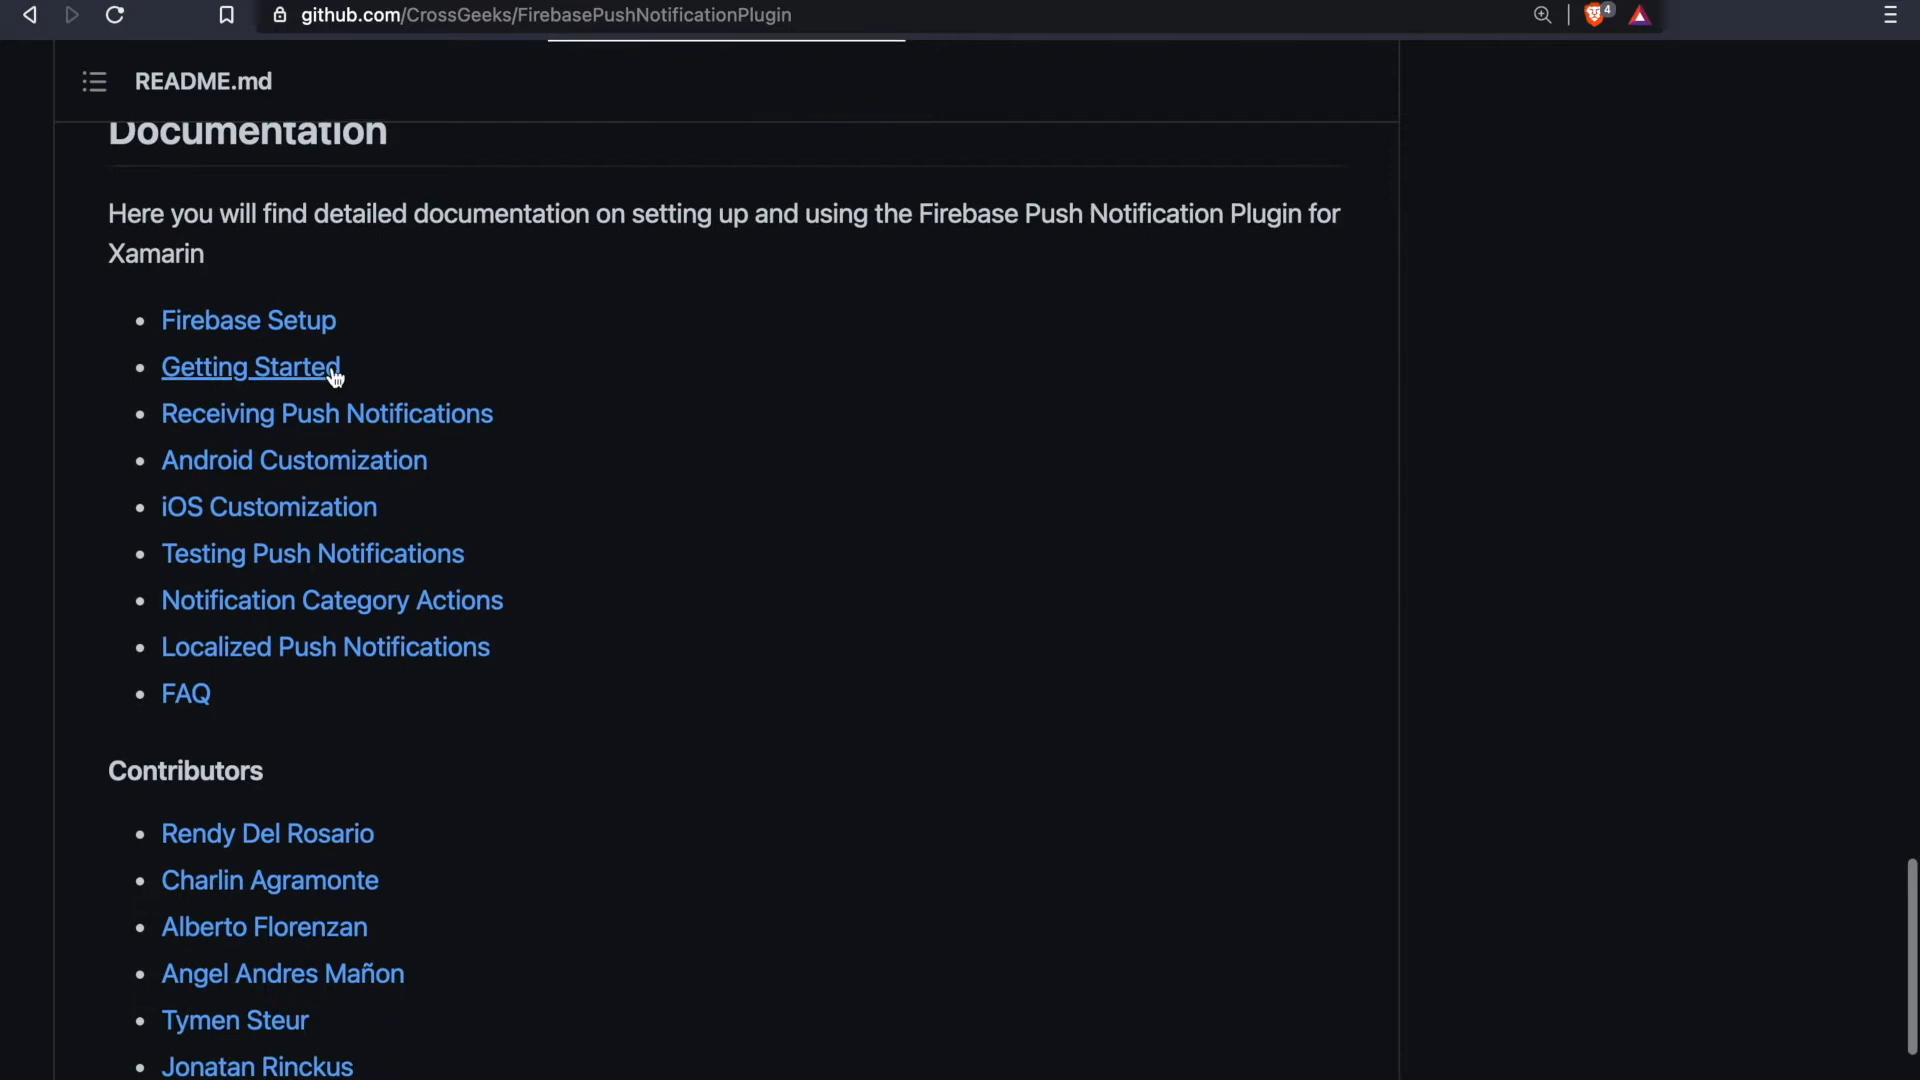 github.com/CrossGeeks/FirebasePushNotificationPlugin
4
README.md
Documentation
Here you will find detailed documentation on setting up and using the Firebase Push Notification Plugin for
Xamarin
Firebase Setup
Getting Started
Receiving Push Notifications
Android Customization
iOS Customization
Testing Push Notifications
Notification Category Actions
Localized Push Notifications
FAQ
Contributors
Rendy Del Rosario
Charlin Agramonte
Alberto Florenzan
Angel Andres Mañon
Tymen Steur
Jonatan Rinckus